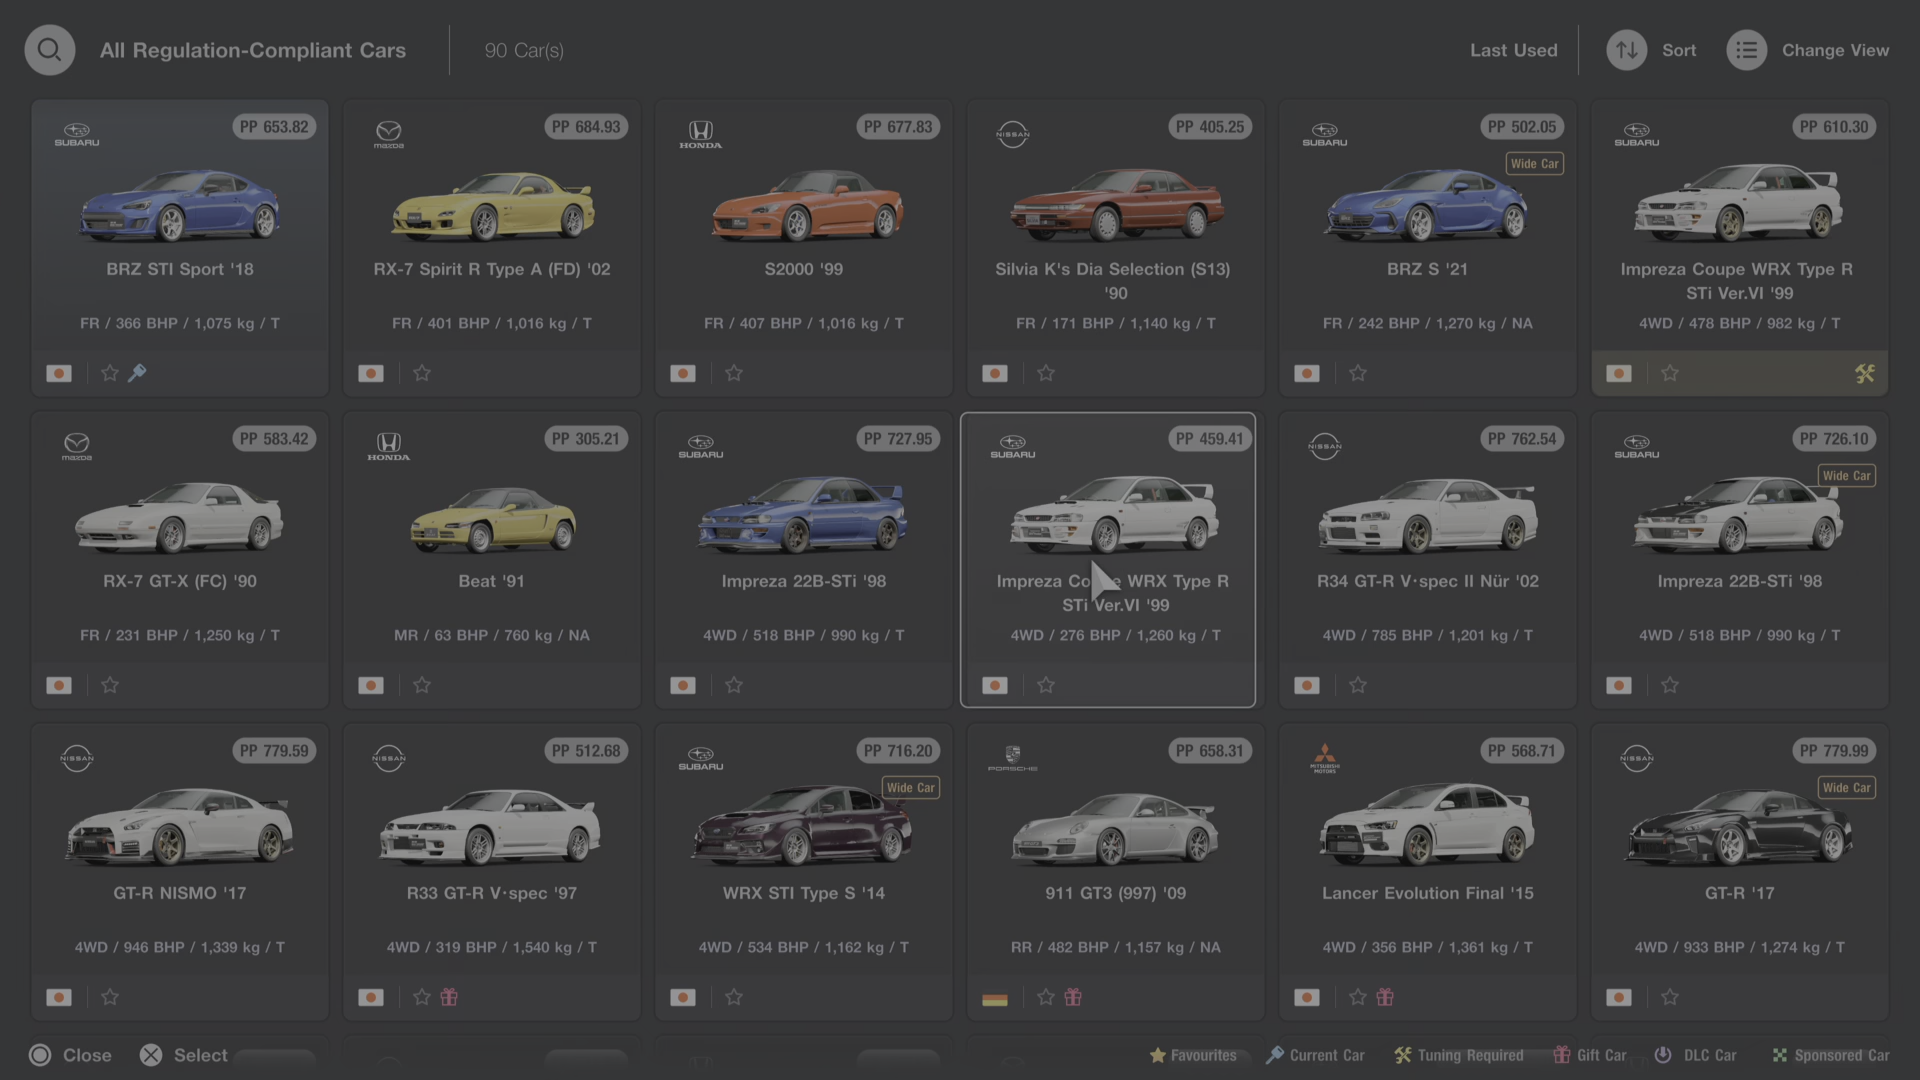 All Regulation-Compliant Cars
90 Car(s)
Last Used
Sort
Change View
SUBARU
PP 653.82
BRZ STI Sport '18
FR / 366 BHP / 1,075 kg / T
mazda
PP 684.93
RX-7 Spirit R Type A (FD) '02
FR / 401 BHP / 1,016 kg / T
HONDA
PP 677.83
S2000 '99
FR / 407 BHP / 1,016 kg / T
NISSAN
PP 405.25
Silvia K's Dia Selection (S13)
'90
FR / 171 BHP / 1,140 kg / T
SUBARU
PP 502.05
Wide Car
BRZ S '21
FR / 242 BHP / 1,270 kg / NA
SUBARU
PP 610.30
Impreza Coupe WRX Type R
STi Ver.VI '99
4WD / 478 BHP / 982 kg / T
mazda
PP 583.42
RX-7 GT-X (FC) '90
FR / 231 BHP / 1,250 kg / T
HONDA
PP 305.21
Beat '91
MR / 63 BHP / 760 kg / NA
SUBARU
PP 727.95
Impreza 22B-STi '98
4WD / 518 BHP / 990 kg / T
SUBARU
PP 459.41
Impreza WRX Type R
STi Ver.VI '99
4WD / 276 BHP / 1,260 kg / T
NISSAN
PP 762.54
R34 GT-R V·spec II Nür '02
4WD / 785 BHP / 1,201 kg / T
SUBARU
PP 726.10
Wide Car
Impreza 22B-STi '98
4WD / 518 BHP / 990 kg / T
NISSAN
PP 779.59
GT-R NISMO '17
4WD / 946 BHP / 1,339 kg / T
NISSAN
PP 512.68
R33 GT-R V·spec '97
4WD / 319 BHP / 1,540 kg / T
SUBARU
PP 716.20
Wide Car
WRX STI Type S '14
4WD / 534 BHP / 1,162 kg / T
PORSCHE
PP 658.31
911 GT3 (997) '09
RR / 482 BHP / 1,157 kg / NA
MITSUBISHI
MOTORS
PP 568.71
Lancer Evolution Final '15
4WD / 356 BHP / 1,361 kg / T
NISSAN
PP 779.99
Wide Car
GT-R '17
4WD / 933 BHP / 1,274 kg / T
Close
Select
Favourites
Current Car
Tuning Required
Gift Car
DLC Car
Sponsored Car